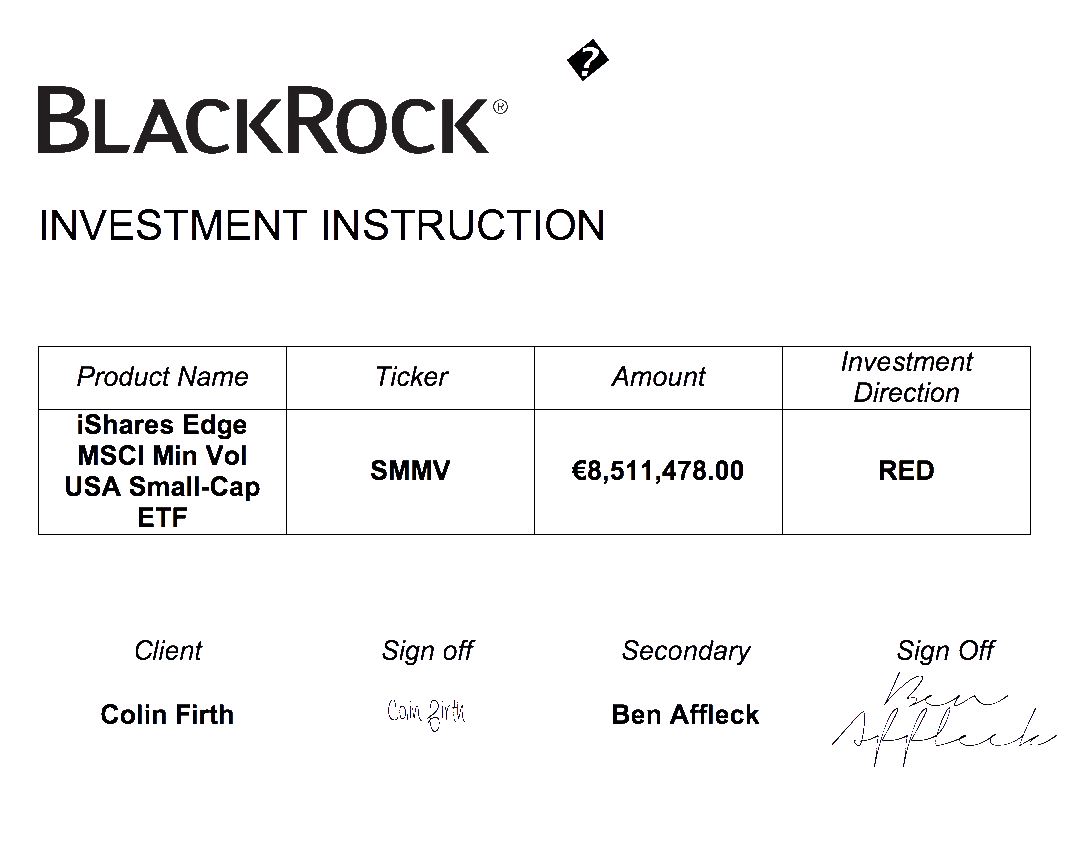 �
BLACKROCK®
INVESTMENT INSTRUCTION
Product Name
Ticker
Amount
Investment
Direction
iShares Edge
MSCI Min Vol
USA Small-Cap
ETF
SMMV
€8,511,478.00
RED
Client
Sign off
Secondary
Sign Off
Colin Firth
Colin Firth
Ben Affleck
Ben
Affleck